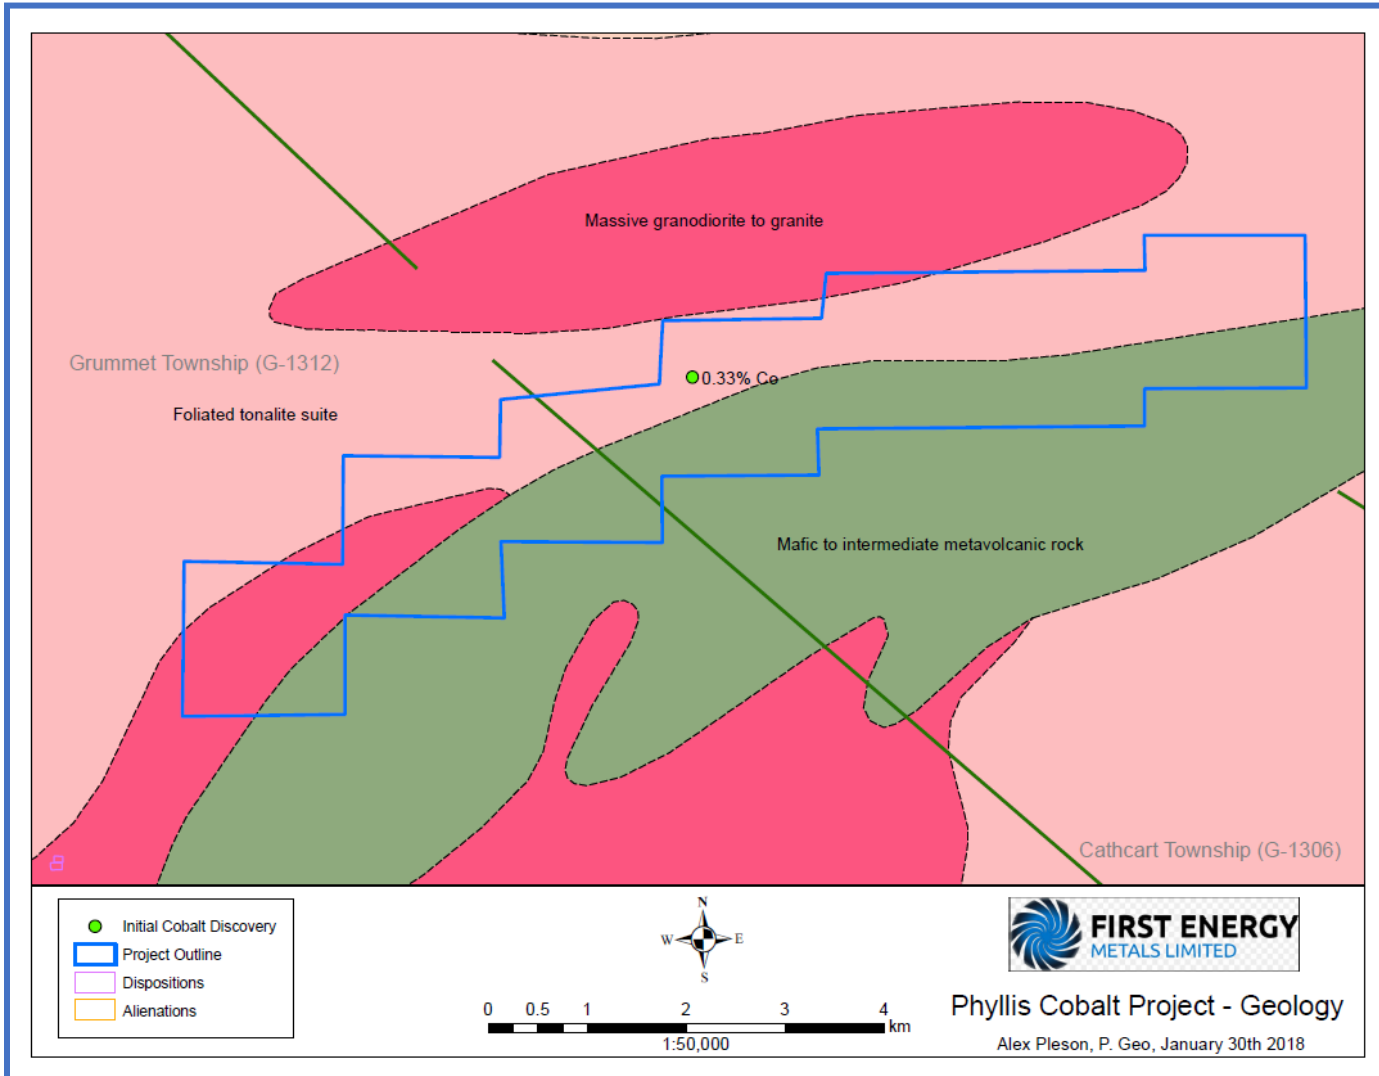 Massive granodiorite to granite
Grummet Township (G-1312)
0.33% Co
Foliated tonalite suite
Mafic to intermediate metavolcanic rock
Cathcart Township (G-1306)
Initial Cobalt Discovery
Project Outline
Dispositions
Alienations
N
W E
S
0 0.5 1 2 3 4
km
1:50,000
FIRST ENERGY
METALS LIMITED
Phyllis Cobalt Project - Geology
Alex Pleson, P. Geo, January 30th 2018